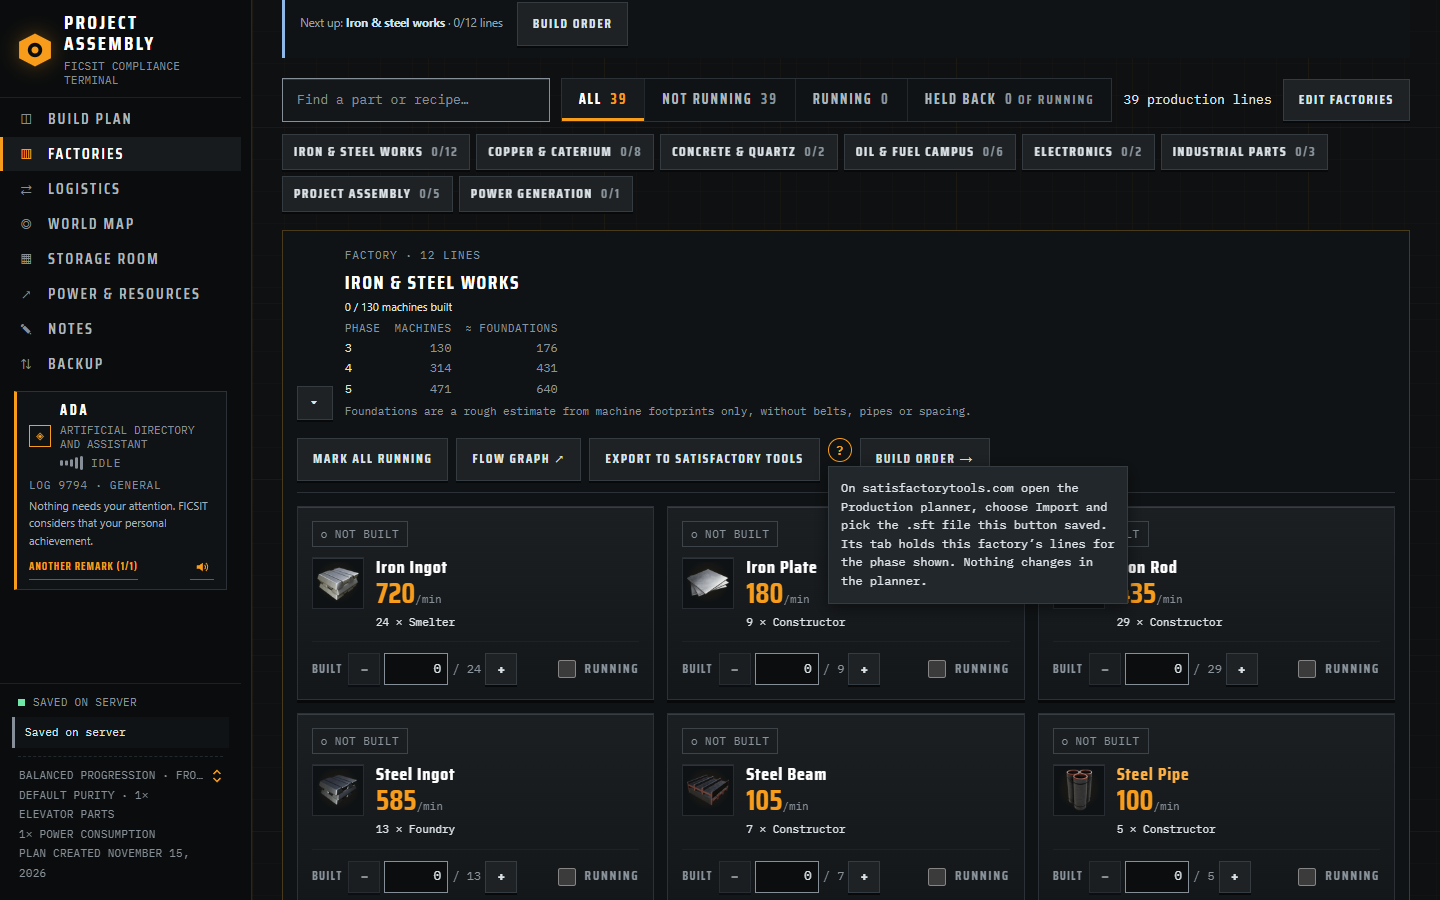 PROJECT
ASSEMBLY
FICSIT COMPLIANCE
TERMINAL
BUILD PLAN
FACTORIES
LOGISTICS
WORLD MAP
STORAGE ROOM
POWER & RESOURCES
NOTES
BACKUP
ADA
ARTIFICIAL DIRECTORY
AND ASSISTANT
IDLE
LOG 9794 · GENERAL
Nothing needs your attention. FICSIT
considers that your personal
achievement.
ANOTHER REMARK (1/1)
SAVED ON SERVER
Saved on server
BALANCED PROGRESSION · FRO…
DEFAULT PURITY · 1×
ELEVATOR PARTS
1× POWER CONSUMPTION
PLAN CREATED NOVEMBER 15,
2026
Next up: Iron & steel works · 0/12 lines
BUILD ORDER
Find a part or recipe…
ALL 39
NOT RUNNING 39
RUNNING 0
HELD BACK 0 OF RUNNING
39 production lines
EDIT FACTORIES
IRON & STEEL WORKS 0/12
COPPER & CATERIUM 0/8
CONCRETE & QUARTZ 0/2
OIL & FUEL CAMPUS 0/6
ELECTRONICS 0/2
INDUSTRIAL PARTS 0/3
PROJECT ASSEMBLY 0/5
POWER GENERATION 0/1
FACTORY · 12 LINES
IRON & STEEL WORKS
0 / 130 machines built
PHASE MACHINES ≈ FOUNDATIONS
3 130 176
4 314 431
5 471 640
Foundations are a rough estimate from machine footprints only, without belts, pipes or spacing.
MARK ALL RUNNING
FLOW GRAPH ↗
EXPORT TO SATISFACTORY TOOLS
?
BUILD ORDER →
On satisfactorytools.com open the
Production planner, choose Import and
pick the .sft file this button saved.
Its tab holds this factory's lines for
the phase shown. Nothing changes in
the planner.
NOT BUILT
Iron Ingot
720/min
24 × Smelter
BUILT − 0 / 24 + RUNNING
NOT BUILT
Iron Plate
180/min
9 × Constructor
BUILT − 0 / 9 + RUNNING
on Rod
35/min
29 × Constructor
BUILT − 0 / 29 + RUNNING
NOT BUILT
Steel Ingot
585/min
13 × Foundry
BUILT − 0 / 13 + RUNNING
NOT BUILT
Steel Beam
105/min
7 × Constructor
BUILT − 0 / 7 + RUNNING
NOT BUILT
Steel Pipe
100/min
5 × Constructor
BUILT − 0 / 5 + RUNNING